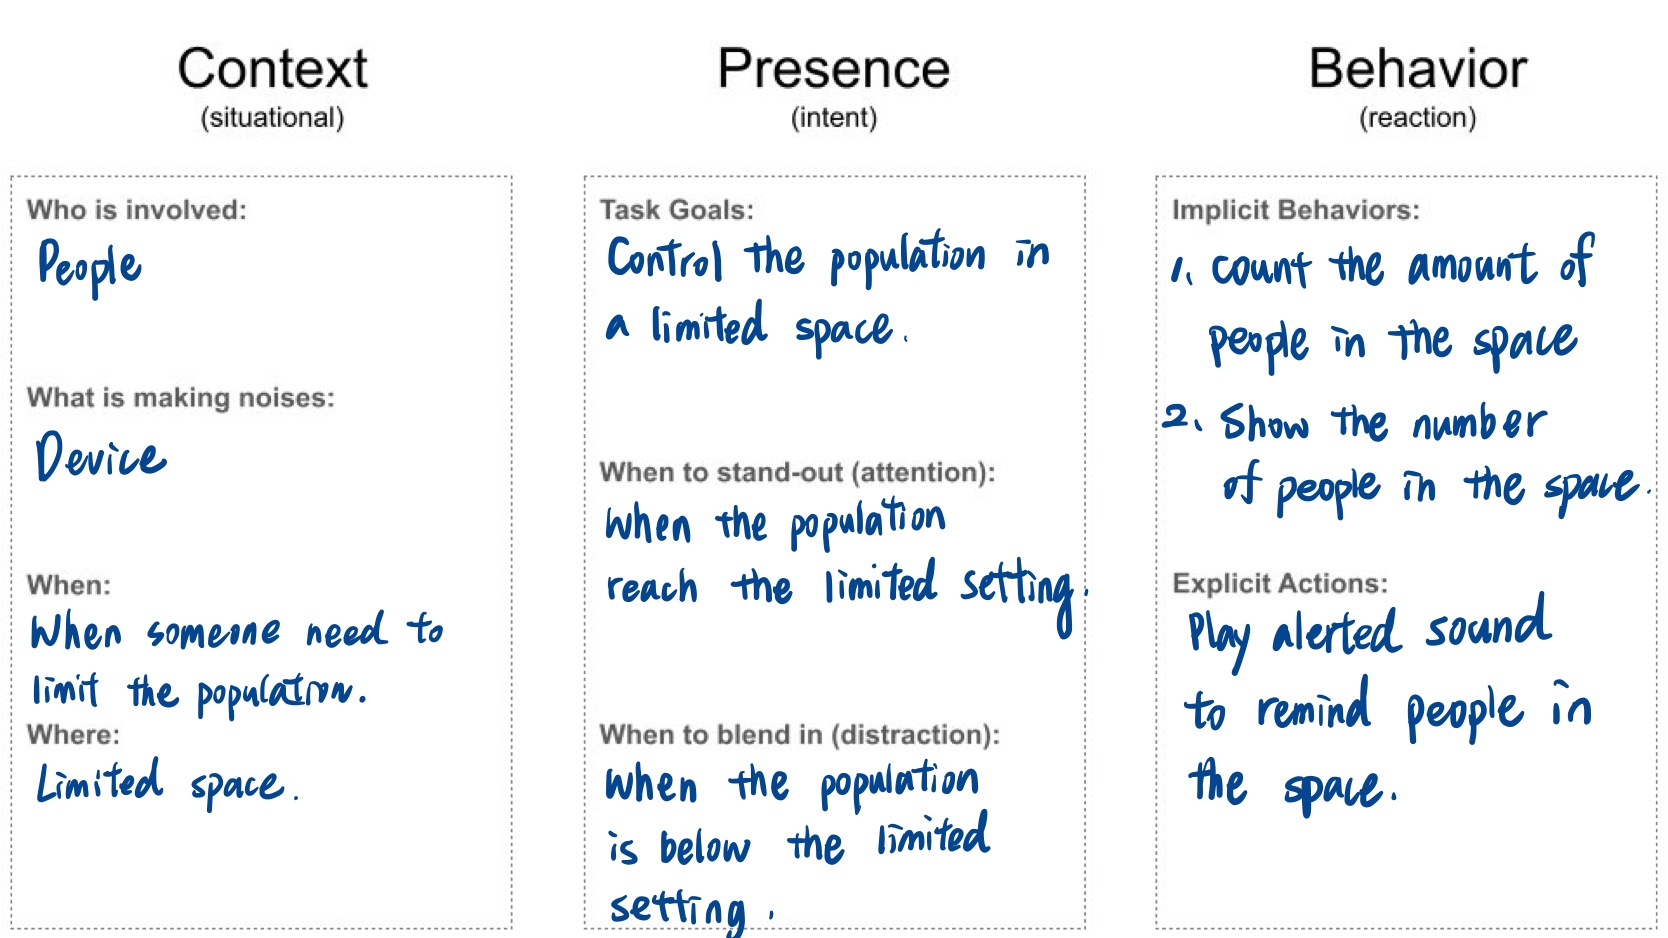 Context
(situational)
Who is involved:
People
What is making noises:
Device
When:
When someone need to
limit the population.
Where:
Limited space.
Presence
(intent)
Task Goals:
Control the population in
a limited space.
When to stand-out (attention):
When the population
reach the limited setting.
When to blend in (distraction):
When the population
is below the limited
setting.
Behavior
(reaction)
Implicit Behaviors:
1. Count the amount of
people in the space
2. Show the number
of people in the space.
Explicit Actions:
Play alerted sound
to remind people in
the space.